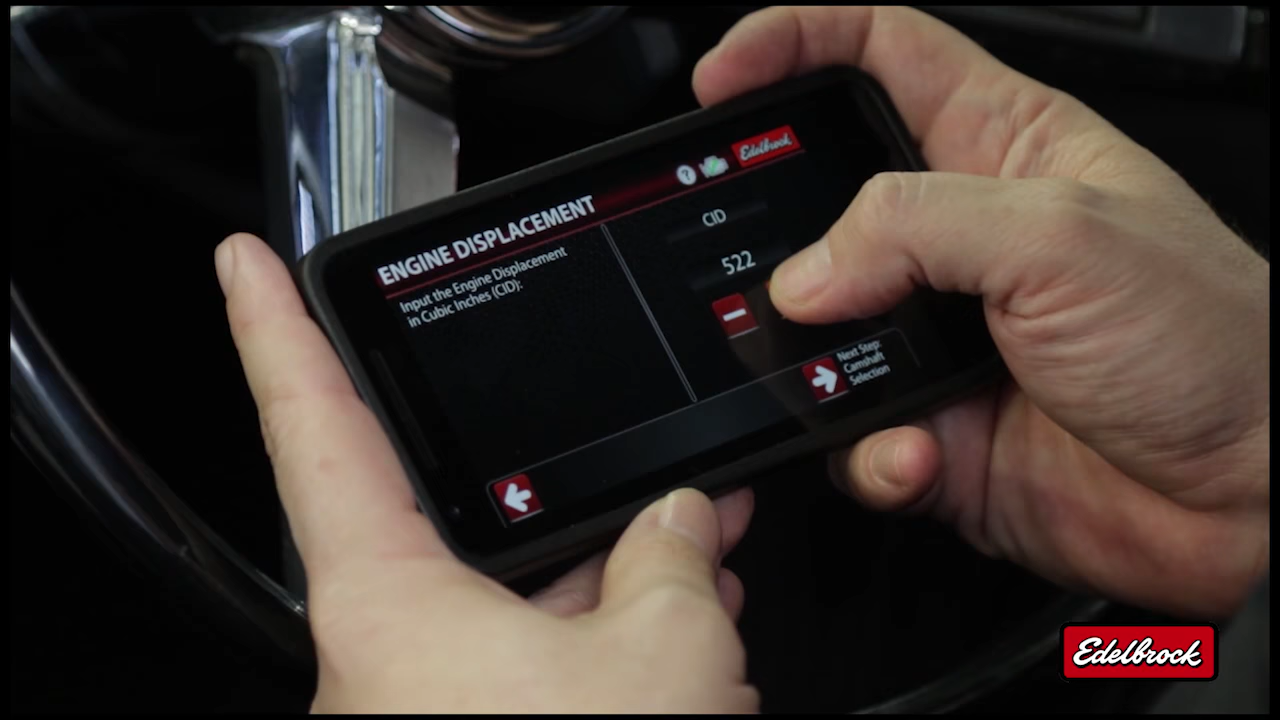 Edelbrock
ENGINE DISPLACEMENT
Input the Engine Displacement
in Cubic Inches (CID):
CID
522
Next Step:
Camshaft
Selection
Edelbrock